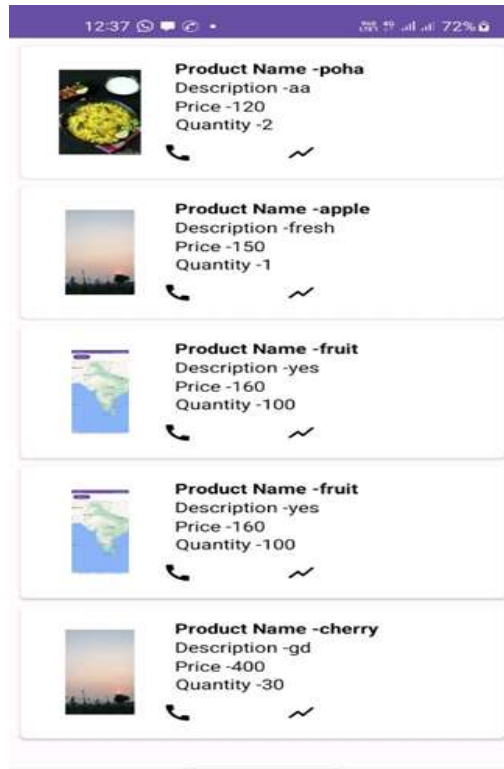 12:37 72%
Product Name -poha
Description -aa
Price -120
Quantity -2
Product Name -apple
Description -fresh
Price -150
Quantity -1
Product Name -fruit
Description -yes
Price -160
Quantity -100
Product Name -fruit
Description -yes
Price -160
Quantity -100
Product Name -cherry
Description -gd
Price -400
Quantity -30